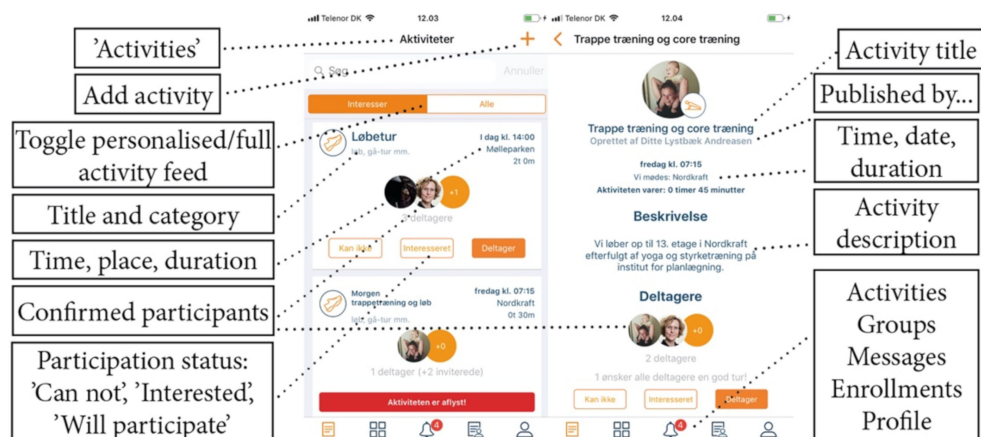 'Activities'
Add activity
Toggle personalised/full
activity feed
Title and category
Time, place, duration
Confirmed participants
Participation status:
'Can not', 'Interested',
'Will participate'
Telenor DK
12.03
Aktiviteter
Søg
Annuller
Interesser
Alle
Løbetur
løb, gå-tur mm.
I dag kl. 14:00
Mølleparken
2t 0m
+1
3 deltagere
Kan ikke
Interesseret
Deltager
Morgen
trappetræning og løb
løb, gå-tur mm.
fredag kl. 07:15
Nordkraft
0t 30m
+0
1 deltager (+2 inviterede)
Aktiviteten er aflyst!
4
Telenor DK
12.04
Trappe træning og core træning
Trappe træning og core træning
Oprettet af Ditte Lystbæk Andreasen
fredag kl. 07:15
Vi mødes: Nordkraft
Aktiviteten varer: 0 timer 45 minutter
Beskrivelse
Vi løber op til 13. etage i Nordkraft
efterfulgt af yoga og styrketræning på
institut for planlægning.
Deltagere
+0
2 deltagere
1 ønsker alle deltagere en god tur!
Kan ikke
Interesseret
Deltager
4
Activity title
Published by...
Time, date,
duration
Activity
description
Activities
Groups
Messages
Enrollments
Profile